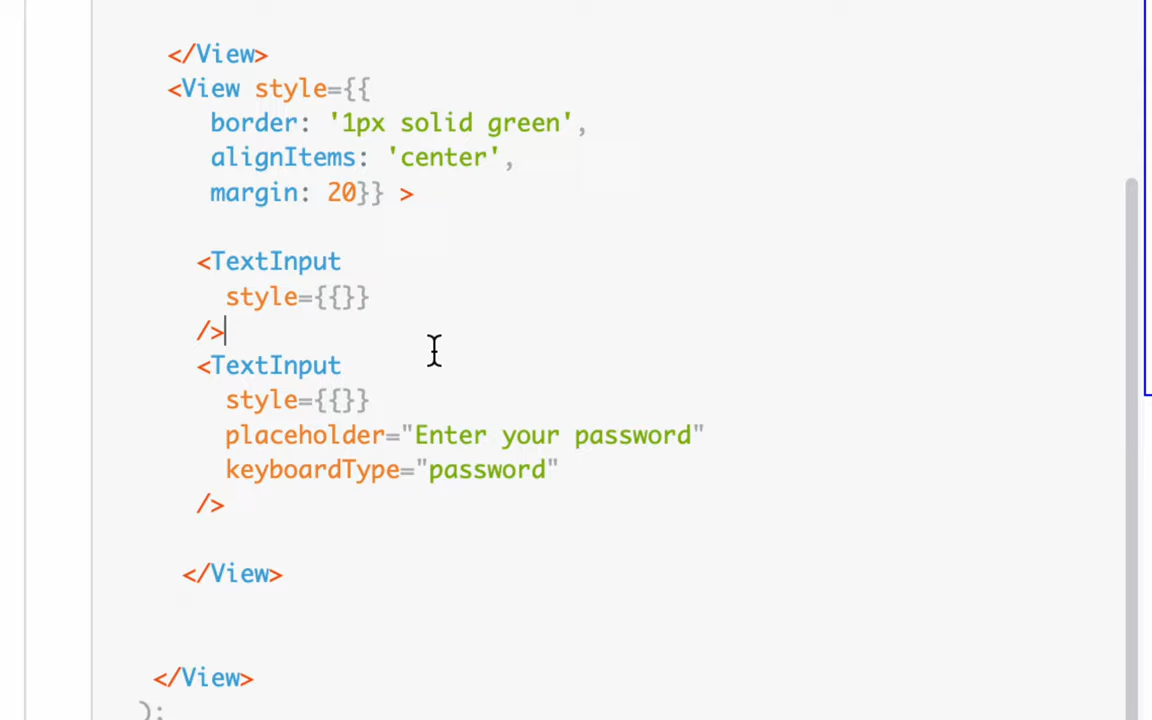 </View>
<View style={{
border: '1px solid green',
alignItems: 'center',
margin: 20}} >
<TextInput
style={{}}
/>
<TextInput
style={{}}
placeholder="Enter your password"
keyboardType="password"
/>
</View>
</View>
);